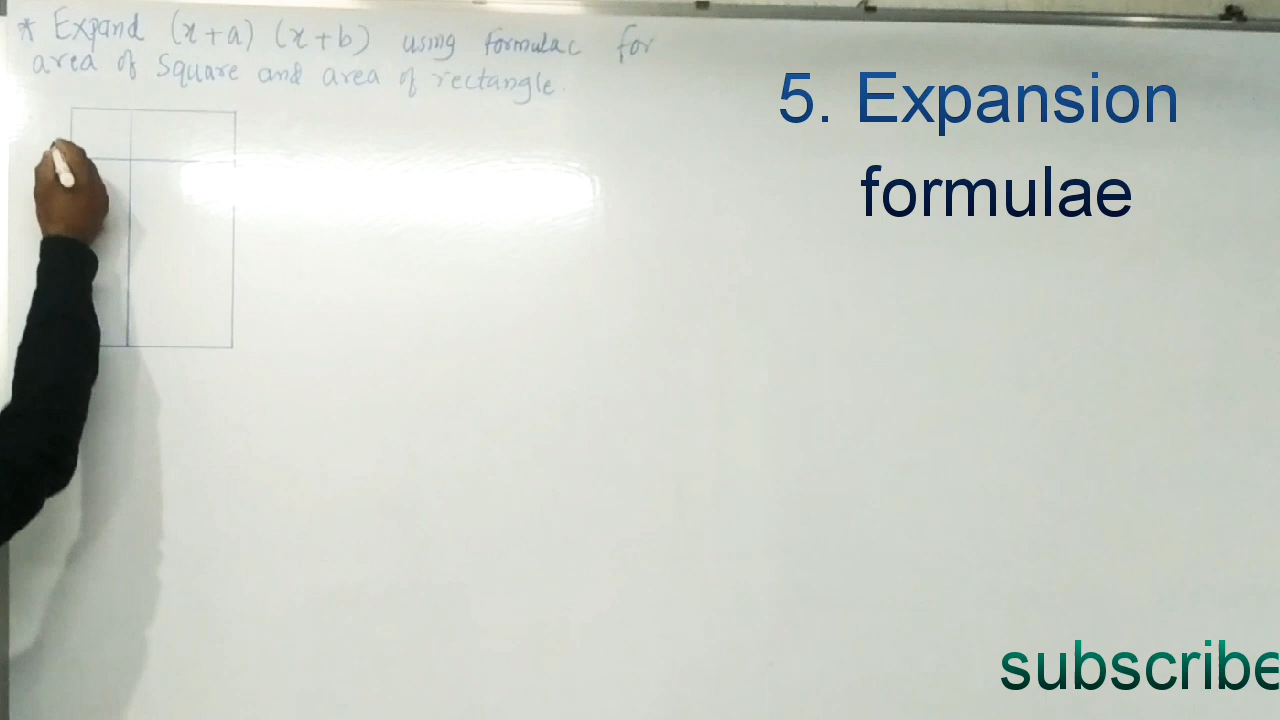 * Expand (x+a) (x+b) using formulae for
area of square and area of rectangle.
5. Expansion
formulae
subscribe